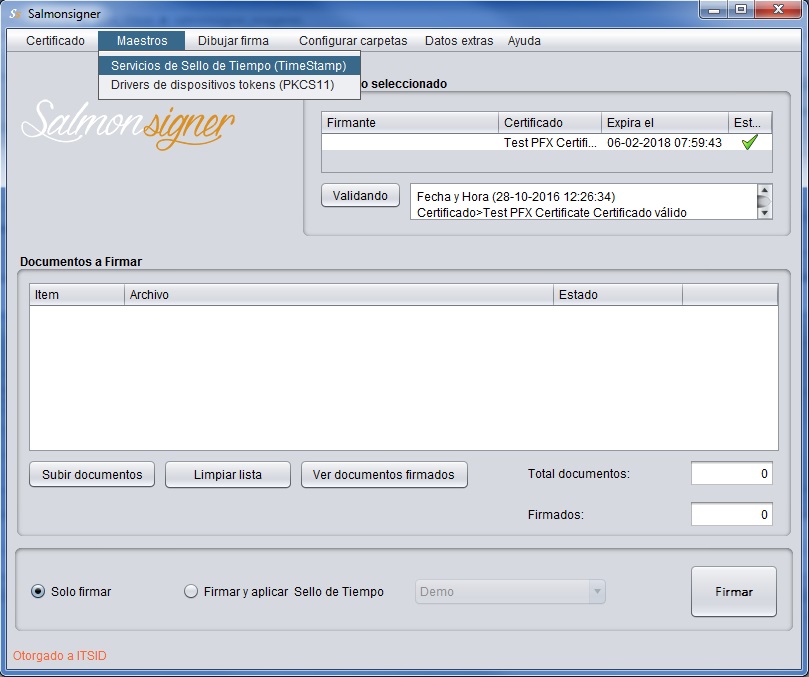 Salmonsigner
Certificado Maestros Dibujar firma Configurar carpetas Datos extras Ayuda
Servicios de Sello de Tiempo (TimeStamp)
Drivers de dispositivos tokens (PKCS11)
o seleccionado
Salmonsigner
Firmante Certificado Expira el Est...
Test PFX Certifi... 06-02-2018 07:59:43
Validando
Fecha y Hora (28-10-2016 12:26:34)
Certificado>Test PFX Certificate Certificado válido
Documentos a Firmar
Item Archivo Estado
Subir documentos Limpiar lista Ver documentos firmados Total documentos: 0
Firmados: 0
Solo firmar Firmar y aplicar Sello de Tiempo Demo Firmar
Otorgado a ITSID